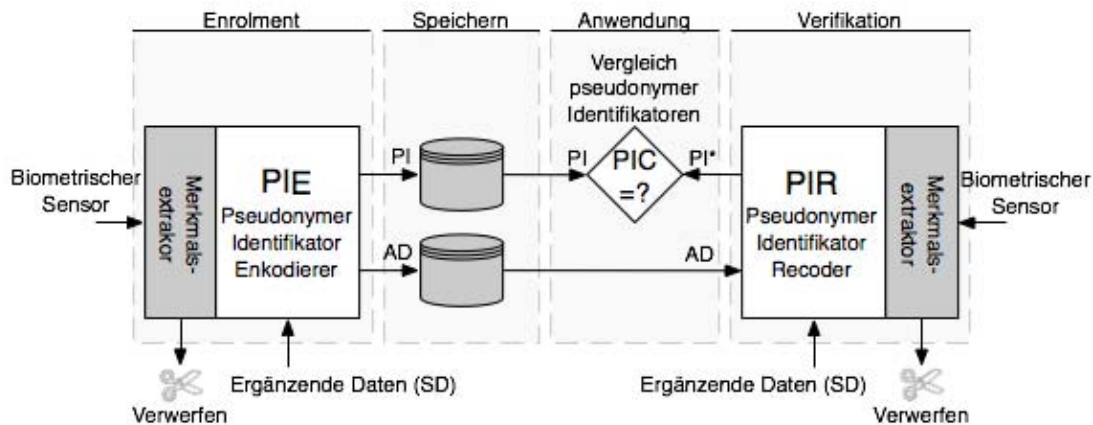 Enrolment
Speichern
Anwendung
Verifikation
Vergleich
pseudonymer
Identifikatoren
Biometrischer
Sensor
Merkmals-
extrakor
PIE
Pseudonymer
Identifikator
Enkodierer
PI
AD
PI
PIC
=?
PI*
AD
PIR
Pseudonymer
Identifikator
Recoder
Merkmals-
extraktor
Biometrischer
Sensor
Ergänzende Daten (SD)
Ergänzende Daten (SD)
Verwerfen
Verwerfen